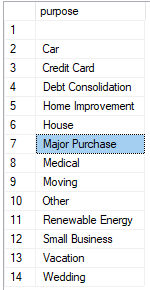 purpose
1
2 Car
3 Credit Card
4 Debt Consolidation
5 Home Improvement
6 House
7 Major Purchase
8 Medical
9 Moving
10 Other
11 Renewable Energy
12 Small Business
13 Vacation
14 Wedding